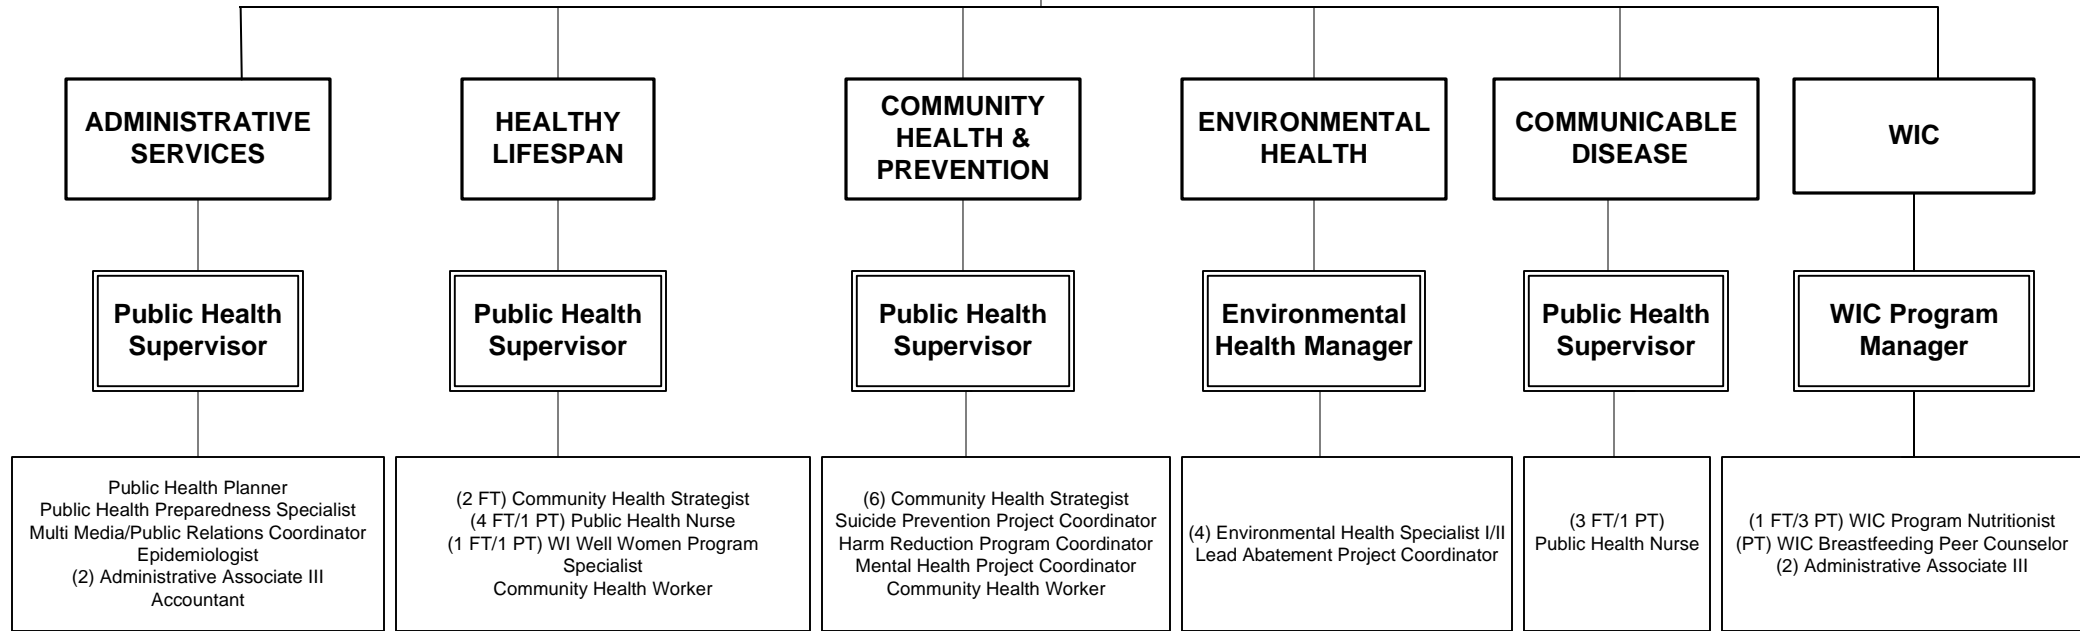 ADMINISTRATIVE
SERVICES
HEALTHY
LIFESPAN
COMMUNITY
HEALTH &
PREVENTION
ENVIRONMENTAL
HEALTH
COMMUNICABLE
DISEASE
WIC
Public Health
Supervisor
Public Health
Supervisor
Public Health
Supervisor
Environmental
Health Manager
Public Health
Supervisor
WIC Program
Manager
Public Health Planner
Public Health Preparedness Specialist
Multi Media/Public Relations Coordinator
Epidemiologist
(2) Administrative Associate III
Accountant
(2 FT) Community Health Strategist
(4 FT/1 PT) Public Health Nurse
(1 FT/1 PT) WI Well Women Program
Specialist
Community Health Worker
(6) Community Health Strategist
Suicide Prevention Project Coordinator
Harm Reduction Program Coordinator
Mental Health Project Coordinator
Community Health Worker
(4) Environmental Health Specialist I/II
Lead Abatement Project Coordinator
(3 FT/1 PT)
Public Health Nurse
(1 FT/3 PT) WIC Program Nutritionist
(PT) WIC Breastfeeding Peer Counselor
(2) Administrative Associate III